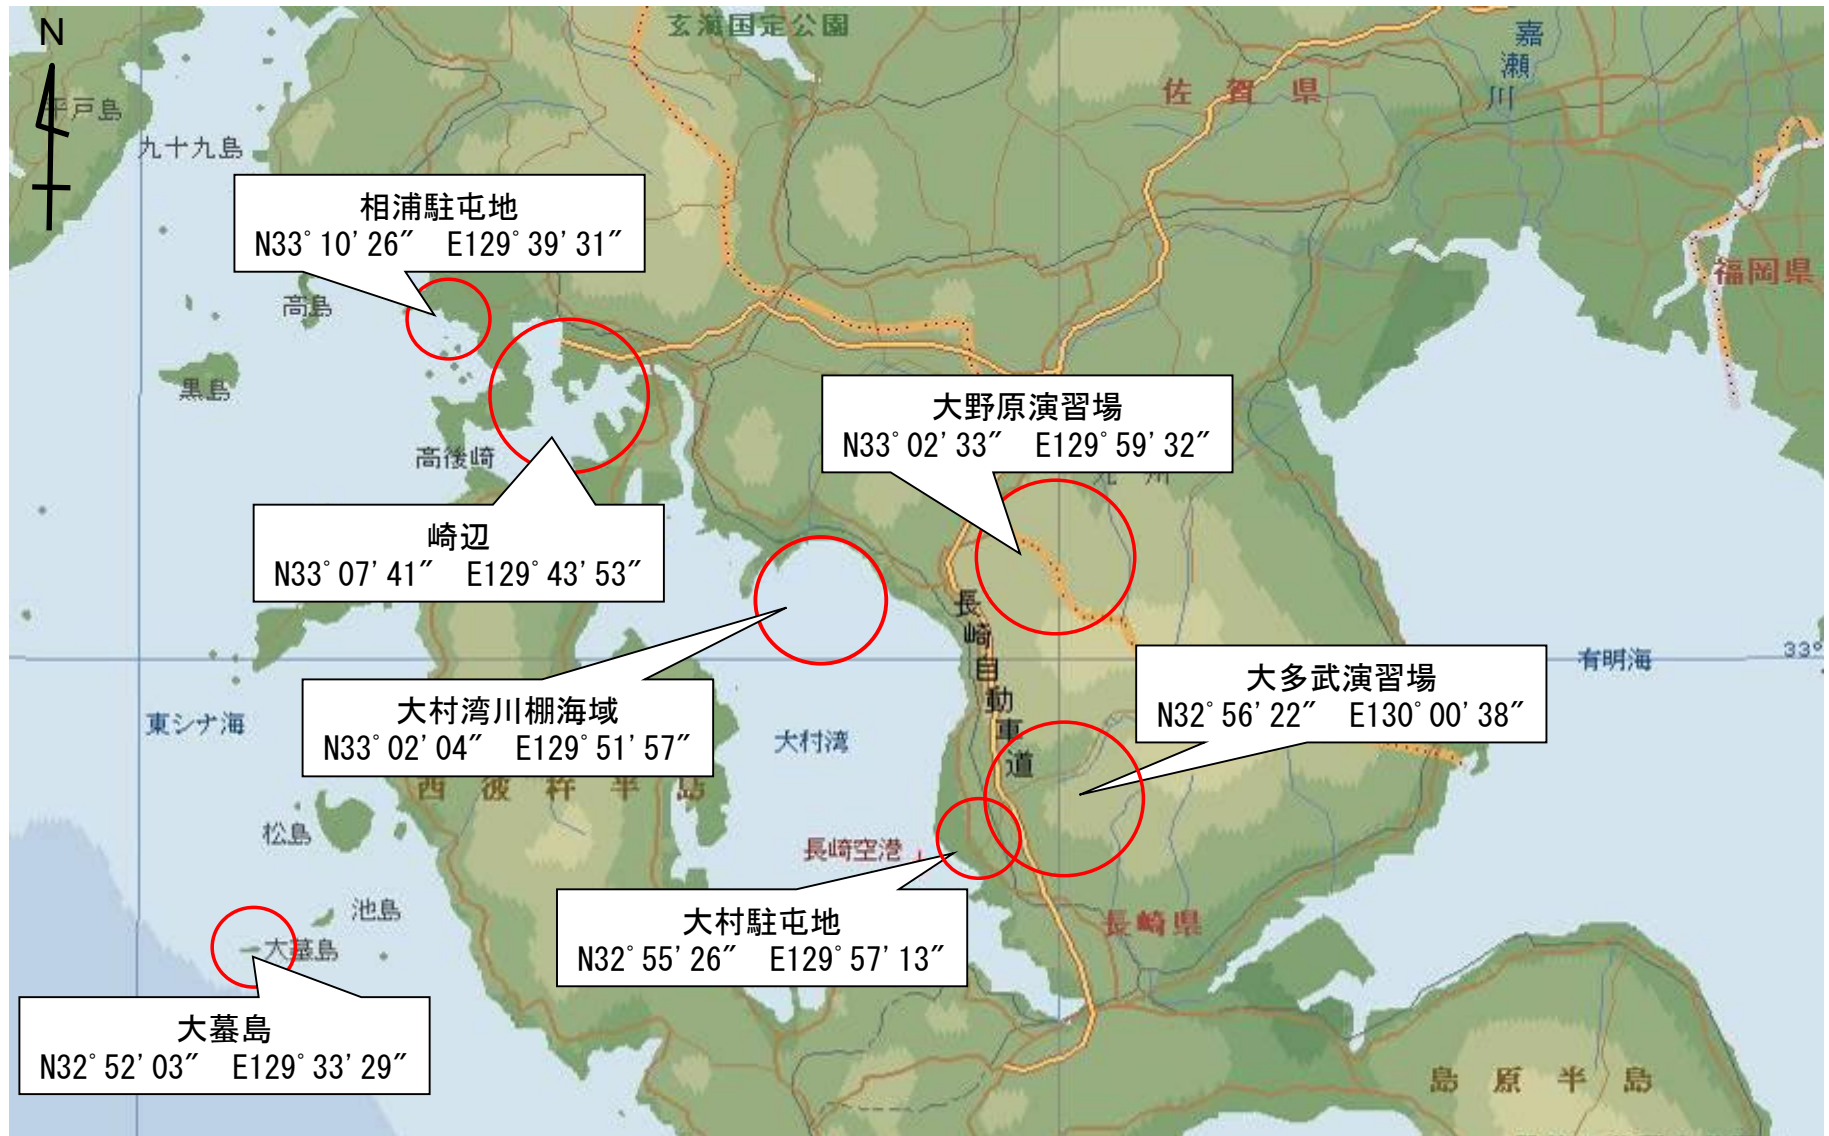 N
玄海国定公園
嘉
瀬
川
佐賀県
平戸島
九十九島
相浦駐屯地
N33°10'26″ E129°39'31″
福岡県
高島
黒島
大野原演習場
N33°02'33″ E129°59'32″
高後崎
九州
崎辺
N33°07'41″ E129°43'53″
長
崎
自
動
車
道
33°
有明海
大多武演習場
N32°56'22″ E130°00'38″
大村湾川棚海域
N33°02'04″ E129°51'57″
東シナ海
大村湾
西彼杵半島
松島
長崎空港
池島
大村駐屯地
N32°55'26″ E129°57'13″
長崎県
大蟇島
大蟇島
N32°52'03″ E129°33'29″
島原半島